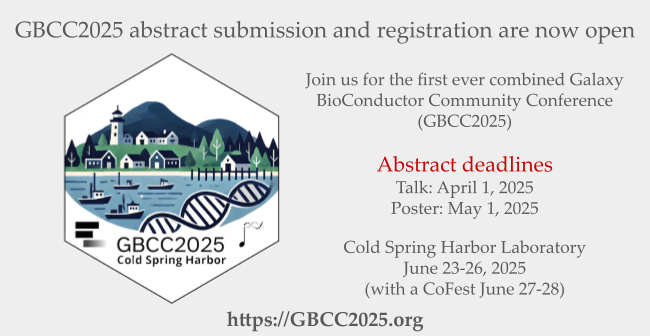 GBCC2025 abstract submission and registration are now open
Join us for the first ever combined Galaxy
BioConductor Community Conference
(GBCC2025)
Abstract deadlines
Talk: April 1, 2025
Poster: May 1, 2025
Cold Spring Harbor Laboratory
June 23-26, 2025
(with a CoFest June 27-28)
GBCC2025
Cold Spring Harbor
https://GBCC2025.org